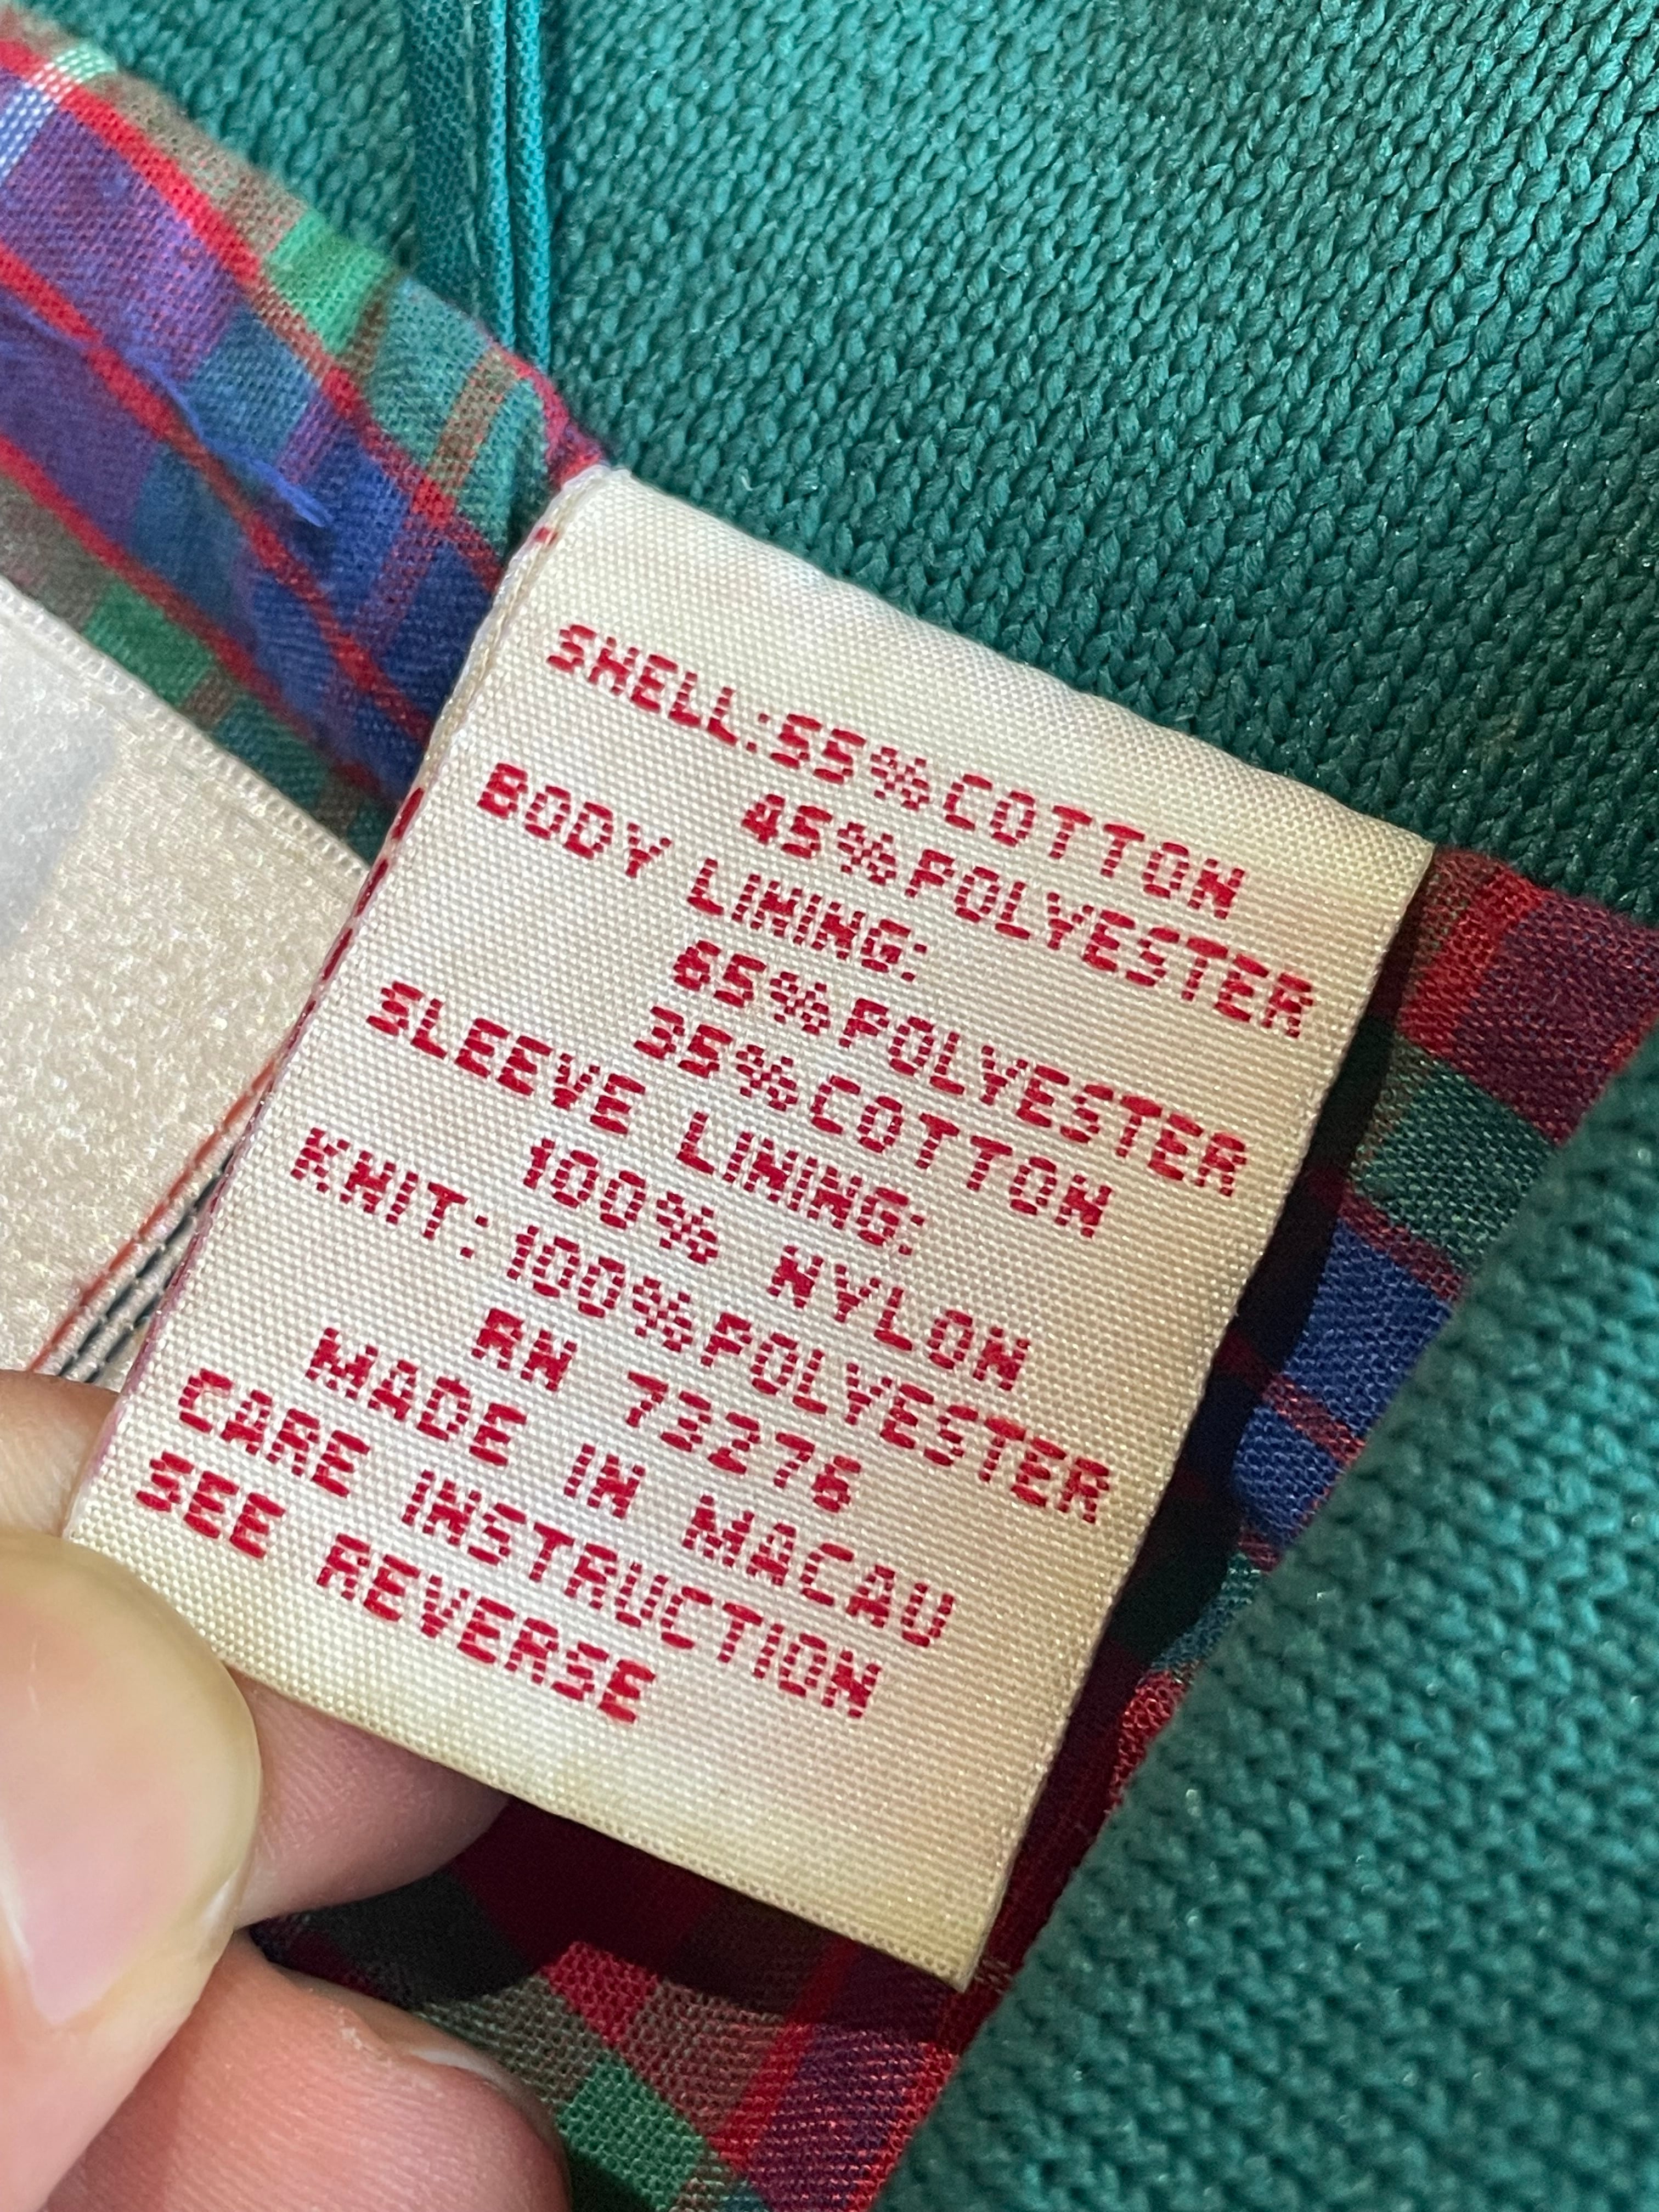 SHELL:55%COTTON
45%POLYESTER
BODY LINING:
65%POLYESTER
35%COTTON
SLEEVE LINING:
100% NYLON
KNIT:100%POLYESTER
RN 73276
MADE IN MACAU
CARE INSTRUCTION
SEE REVERSE